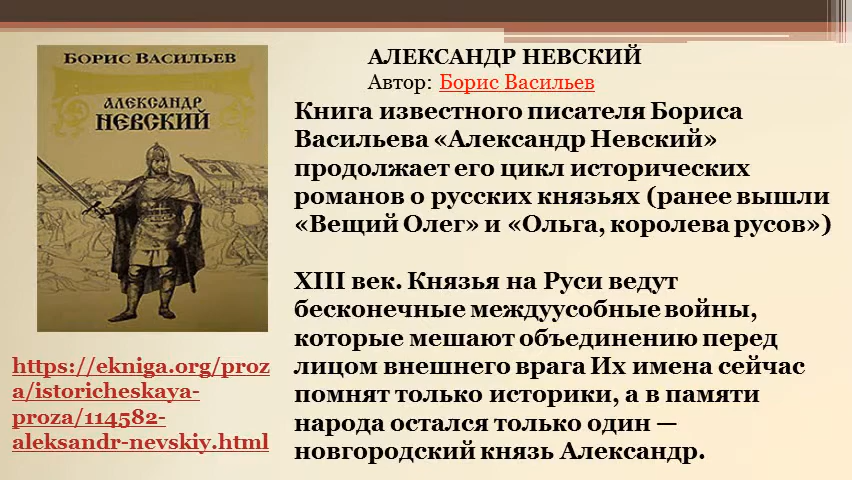 БОРИС ВАСИЛЬЕВ
АЛЕКСАНДР
НЕВСКИЙ
АЛЕКСАНДР НЕВСКИЙ
Автор: Борис Васильев
Книга известного писателя Бориса
Васильева «Александр Невский»
продолжает его цикл исторических
романов о русских князьях (ранее вышли
«Вещий Олег» и «Ольга, королева русов»)
XIII век. Князья на Руси ведут
бесконечные междуусобные войны,
которые мешают объединению перед
лицом внешнего врага Их имена сейчас
помнят только историки, а в памяти
народа остался только один —
новгородский князь Александр.
https://ekniga.org/proz
a/istoricheskaya-
proza/114582-
aleksandr-nevskiy.html